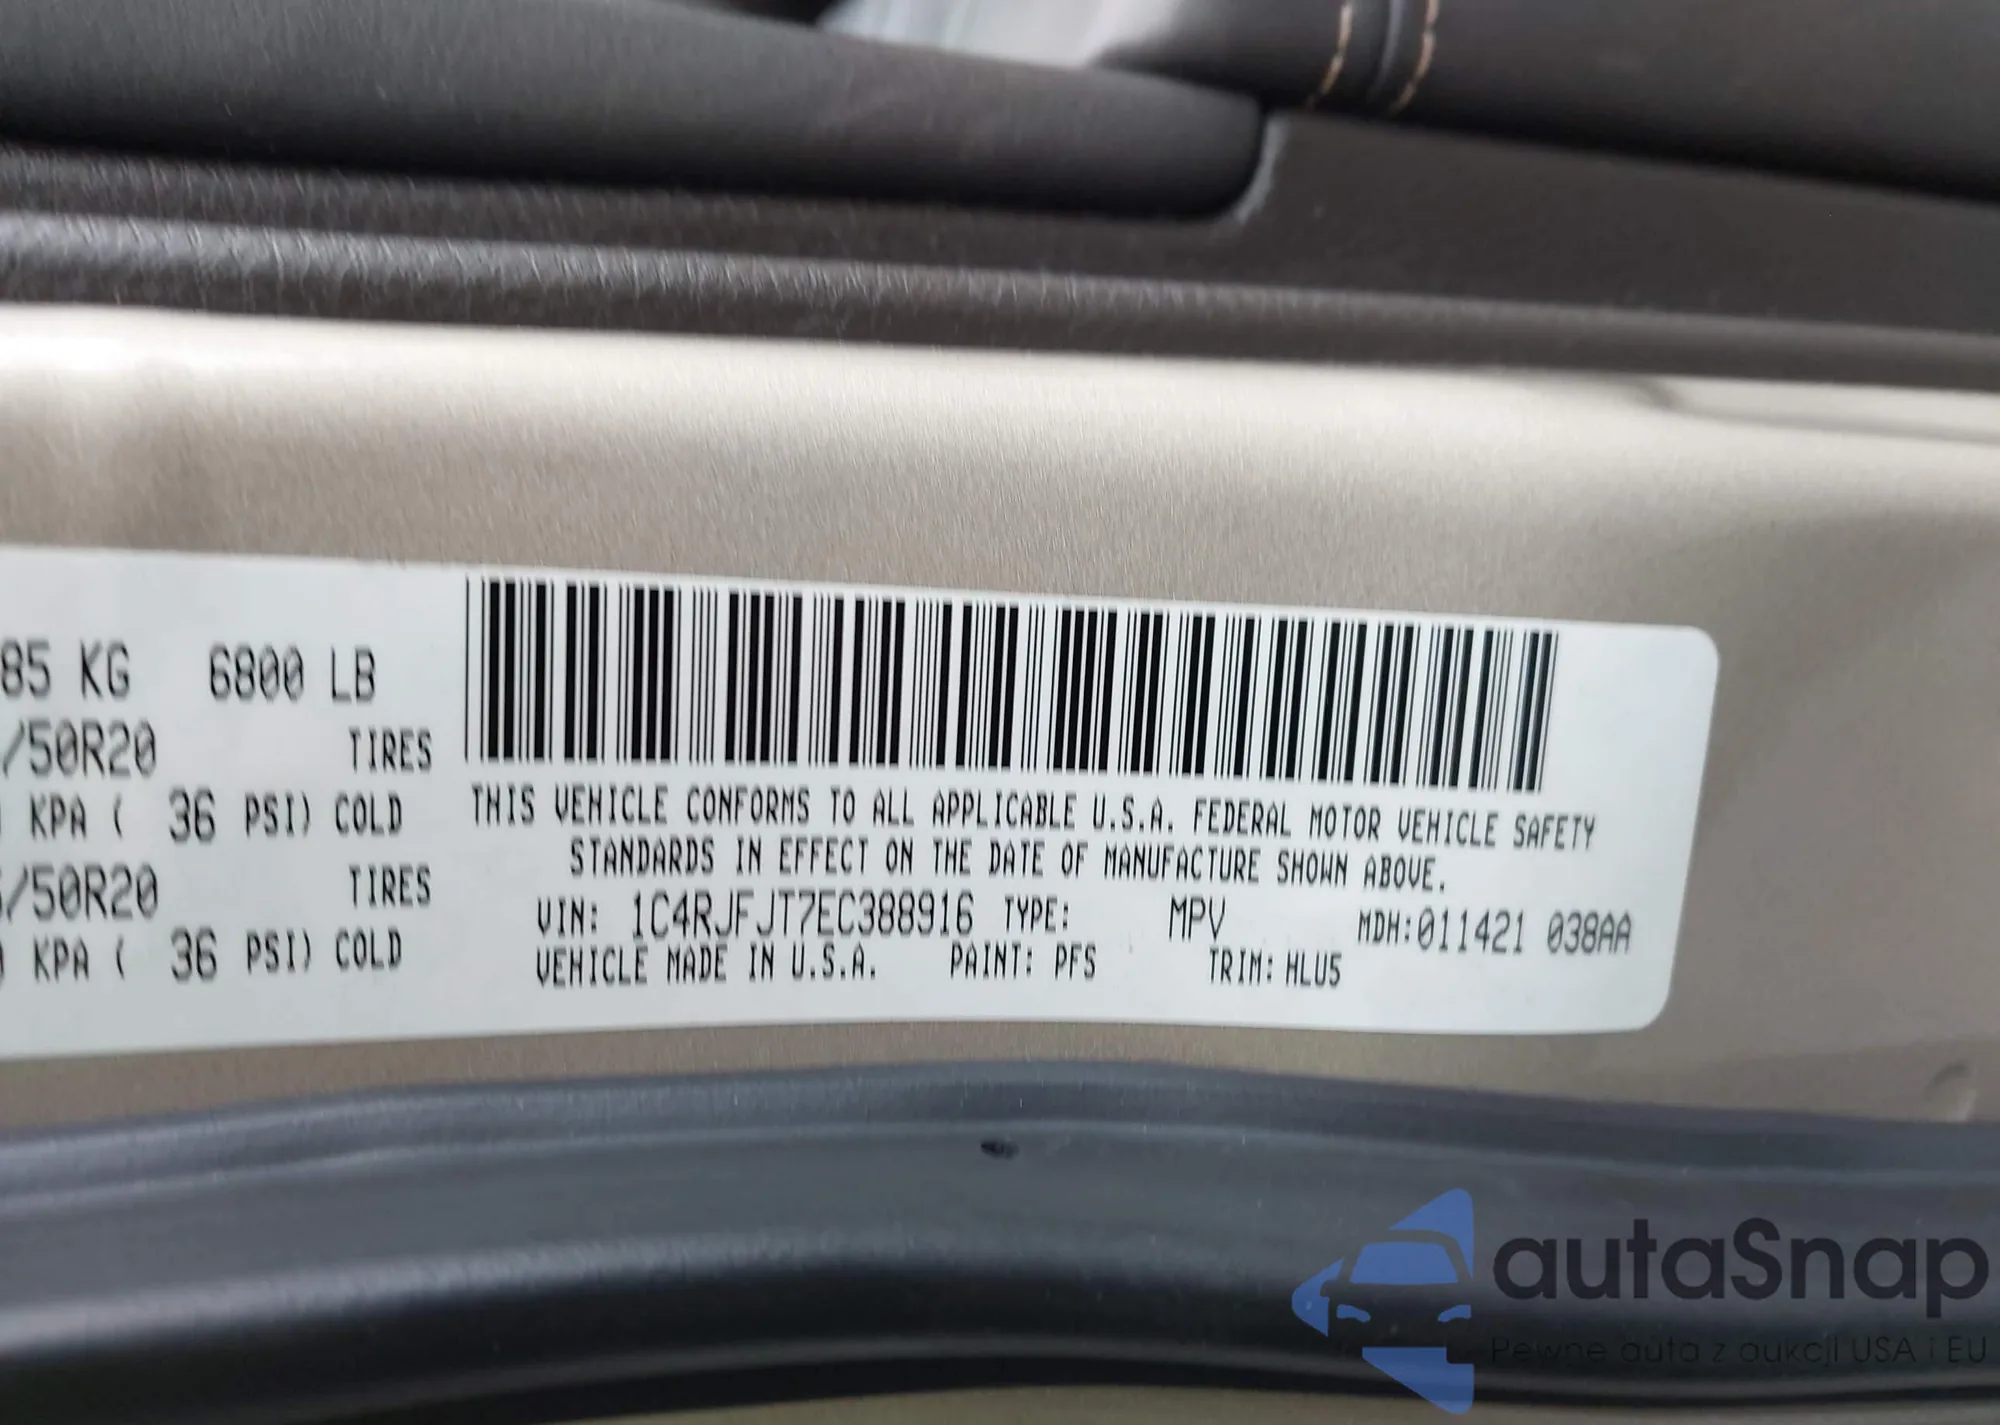 85 KG 6800 LB
/50R20 TIRES
KPA ( 36 PSI) COLD
/50R20 TIRES
KPA ( 36 PSI) COLD
THIS VEHICLE CONFORMS TO ALL APPLICABLE U.S.A. FEDERAL MOTOR VEHICLE SAFETY
STANDARDS IN EFFECT ON THE DATE OF MANUFACTURE SHOWN ABOVE.
VIN: 1C4RJFJT7EC388916 TYPE: MPV MDH:011421 038AA
VEHICLE MADE IN U.S.A. PAINT: PFS TRIM: HLU5
autaSnap
Pewne auta z aukcji USA i EU